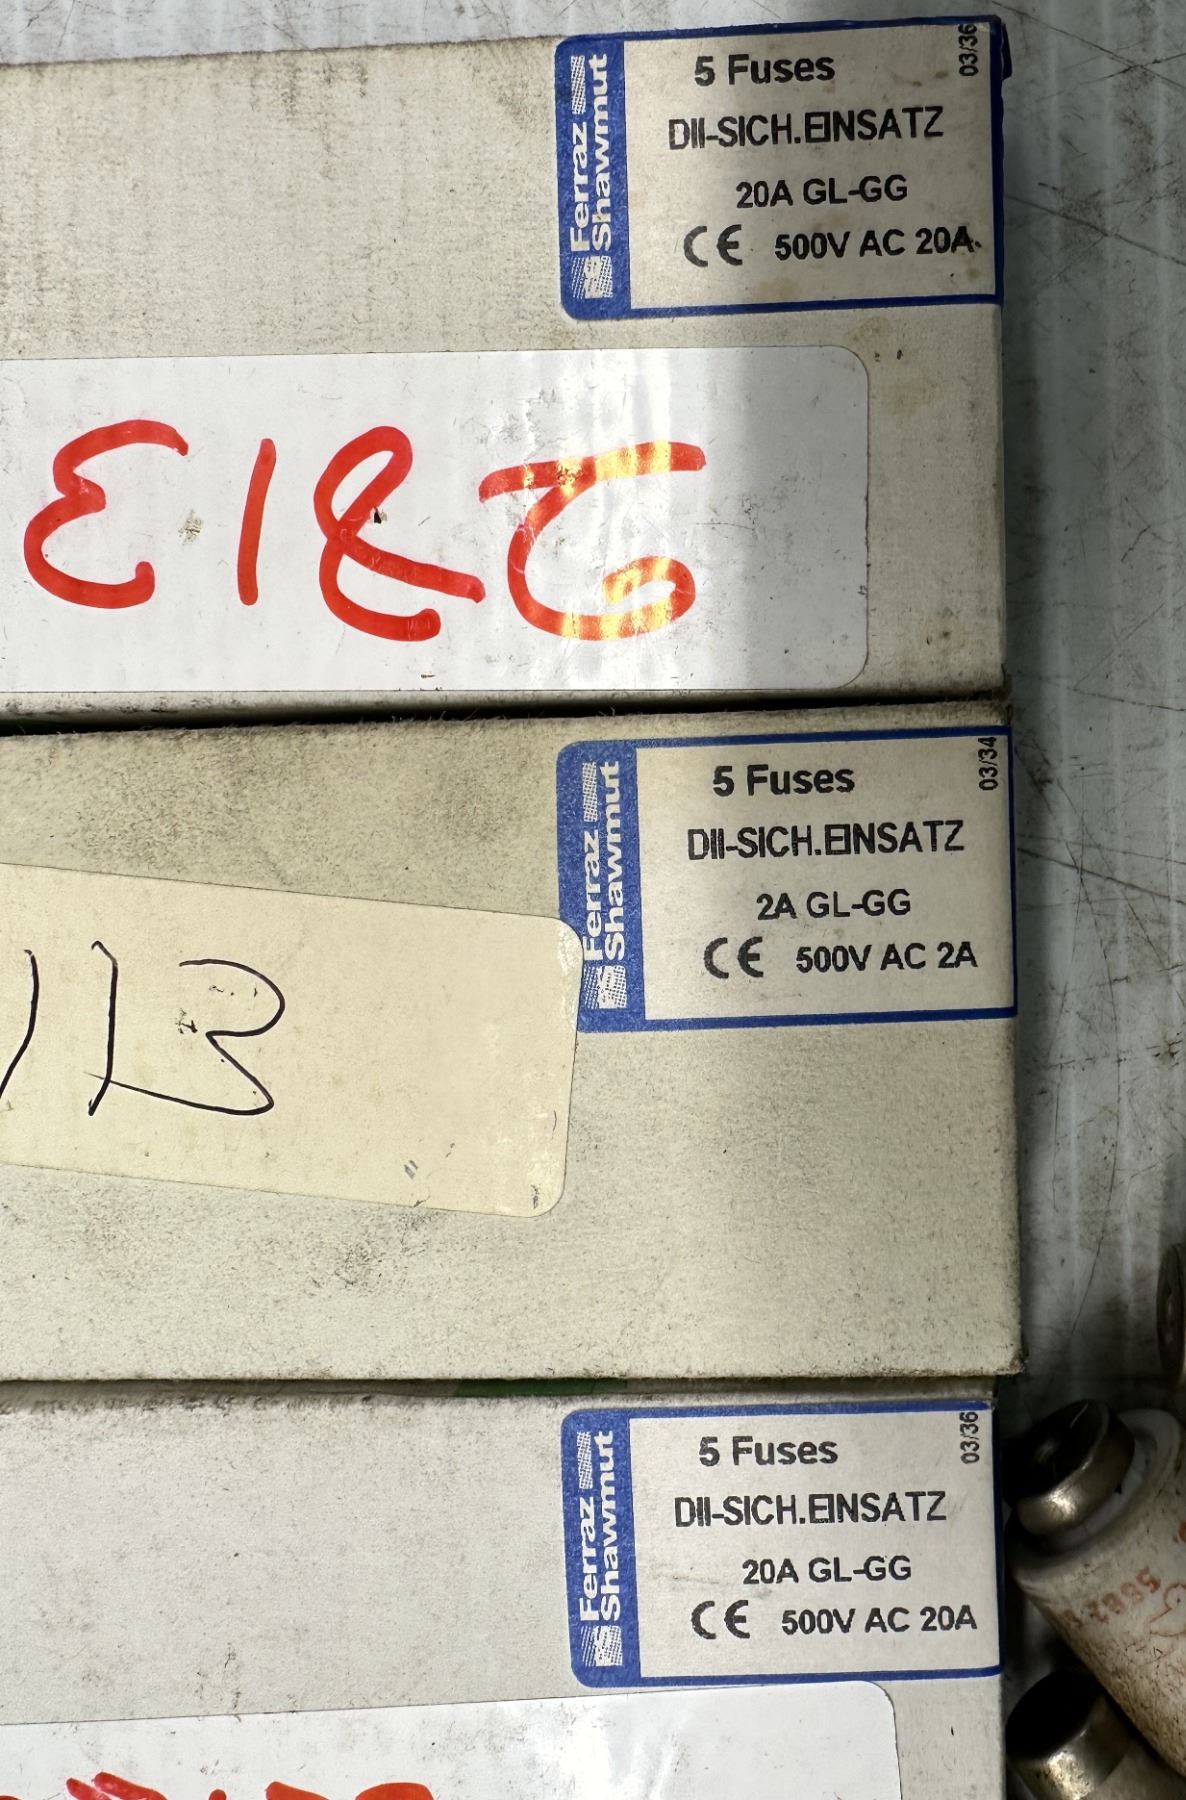 5 Fuses
03/36
DII-SICH.EINSATZ
20A GL-GG
CE 500V AC 20A
Ferraz
Shawmut
5 Fuses
03/34
DII-SICH.EINSATZ
2A GL-GG
CE 500V AC 2A
Ferraz
Shawmut
5 Fuses
03/36
DII-SICH.EINSATZ
20A GL-GG
CE 500V AC 20A
Ferraz
Shawmut